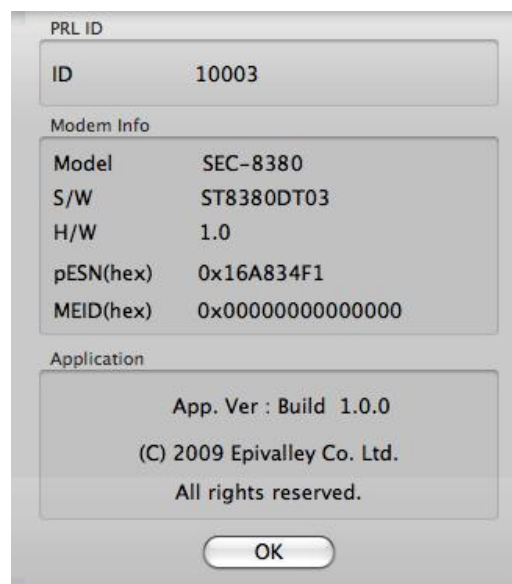 PRL ID
ID 10003
Modem Info
Model SEC-8380
S/W ST8380DT03
H/W 1.0
pESN(hex) 0x16A834F1
MEID(hex) 0x00000000000000
Application
App. Ver : Build 1.0.0
(C) 2009 Epivalley Co. Ltd.
All rights reserved.
OK